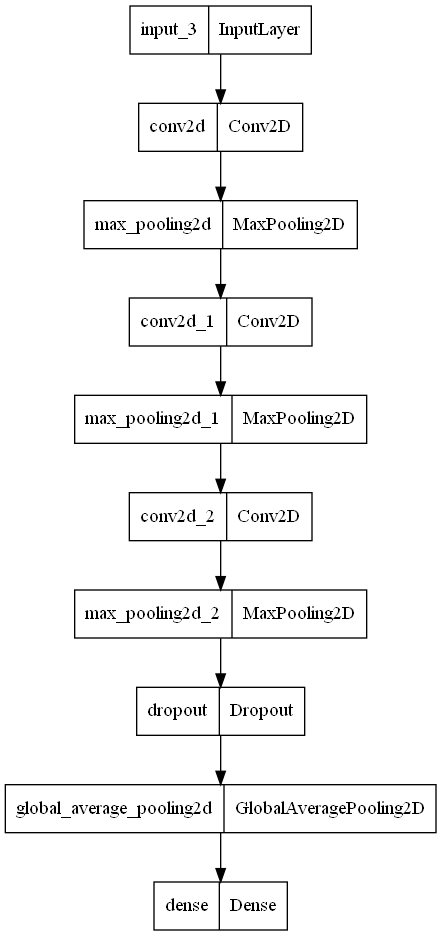 input_3 InputLayer
conv2d Conv2D
max_pooling2d MaxPooling2D
conv2d_1 Conv2D
max_pooling2d_1 MaxPooling2D
conv2d_2 Conv2D
max_pooling2d_2 MaxPooling2D
dropout Dropout
global_average_pooling2d GlobalAveragePooling2D
dense Dense